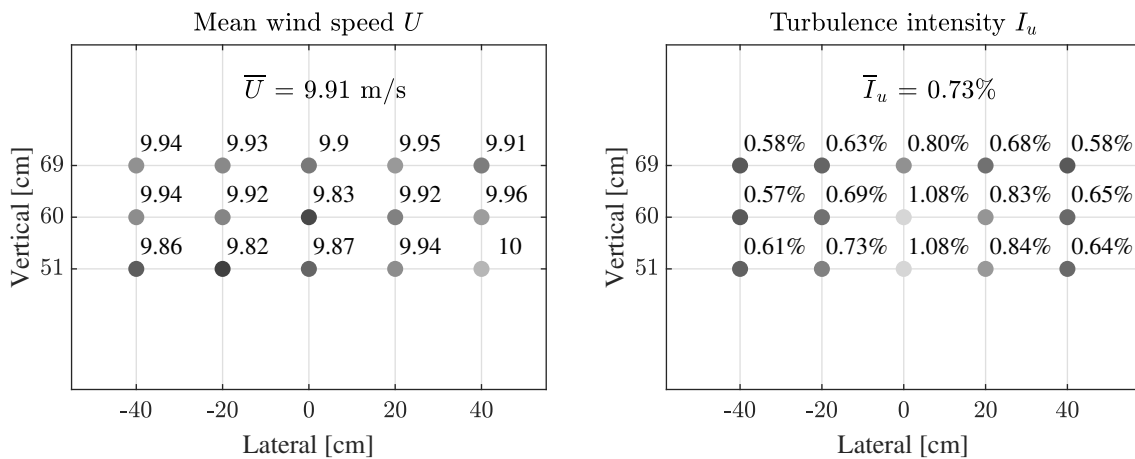 Mean wind speed U
U̅ = 9.91 m/s
9.94 9.93 9.9 9.95 9.91
69
9.94 9.92 9.83 9.92 9.96
60
9.86 9.82 9.87 9.94 10
51
Vertical [cm]
-40 -20 0 20 40
Lateral [cm]
Turbulence intensity I_u
I̅_u = 0.73%
0.58% 0.63% 0.80% 0.68% 0.58%
69
0.57% 0.69% 1.08% 0.83% 0.65%
60
0.61% 0.73% 1.08% 0.84% 0.64%
51
Vertical [cm]
-40 -20 0 20 40
Lateral [cm]